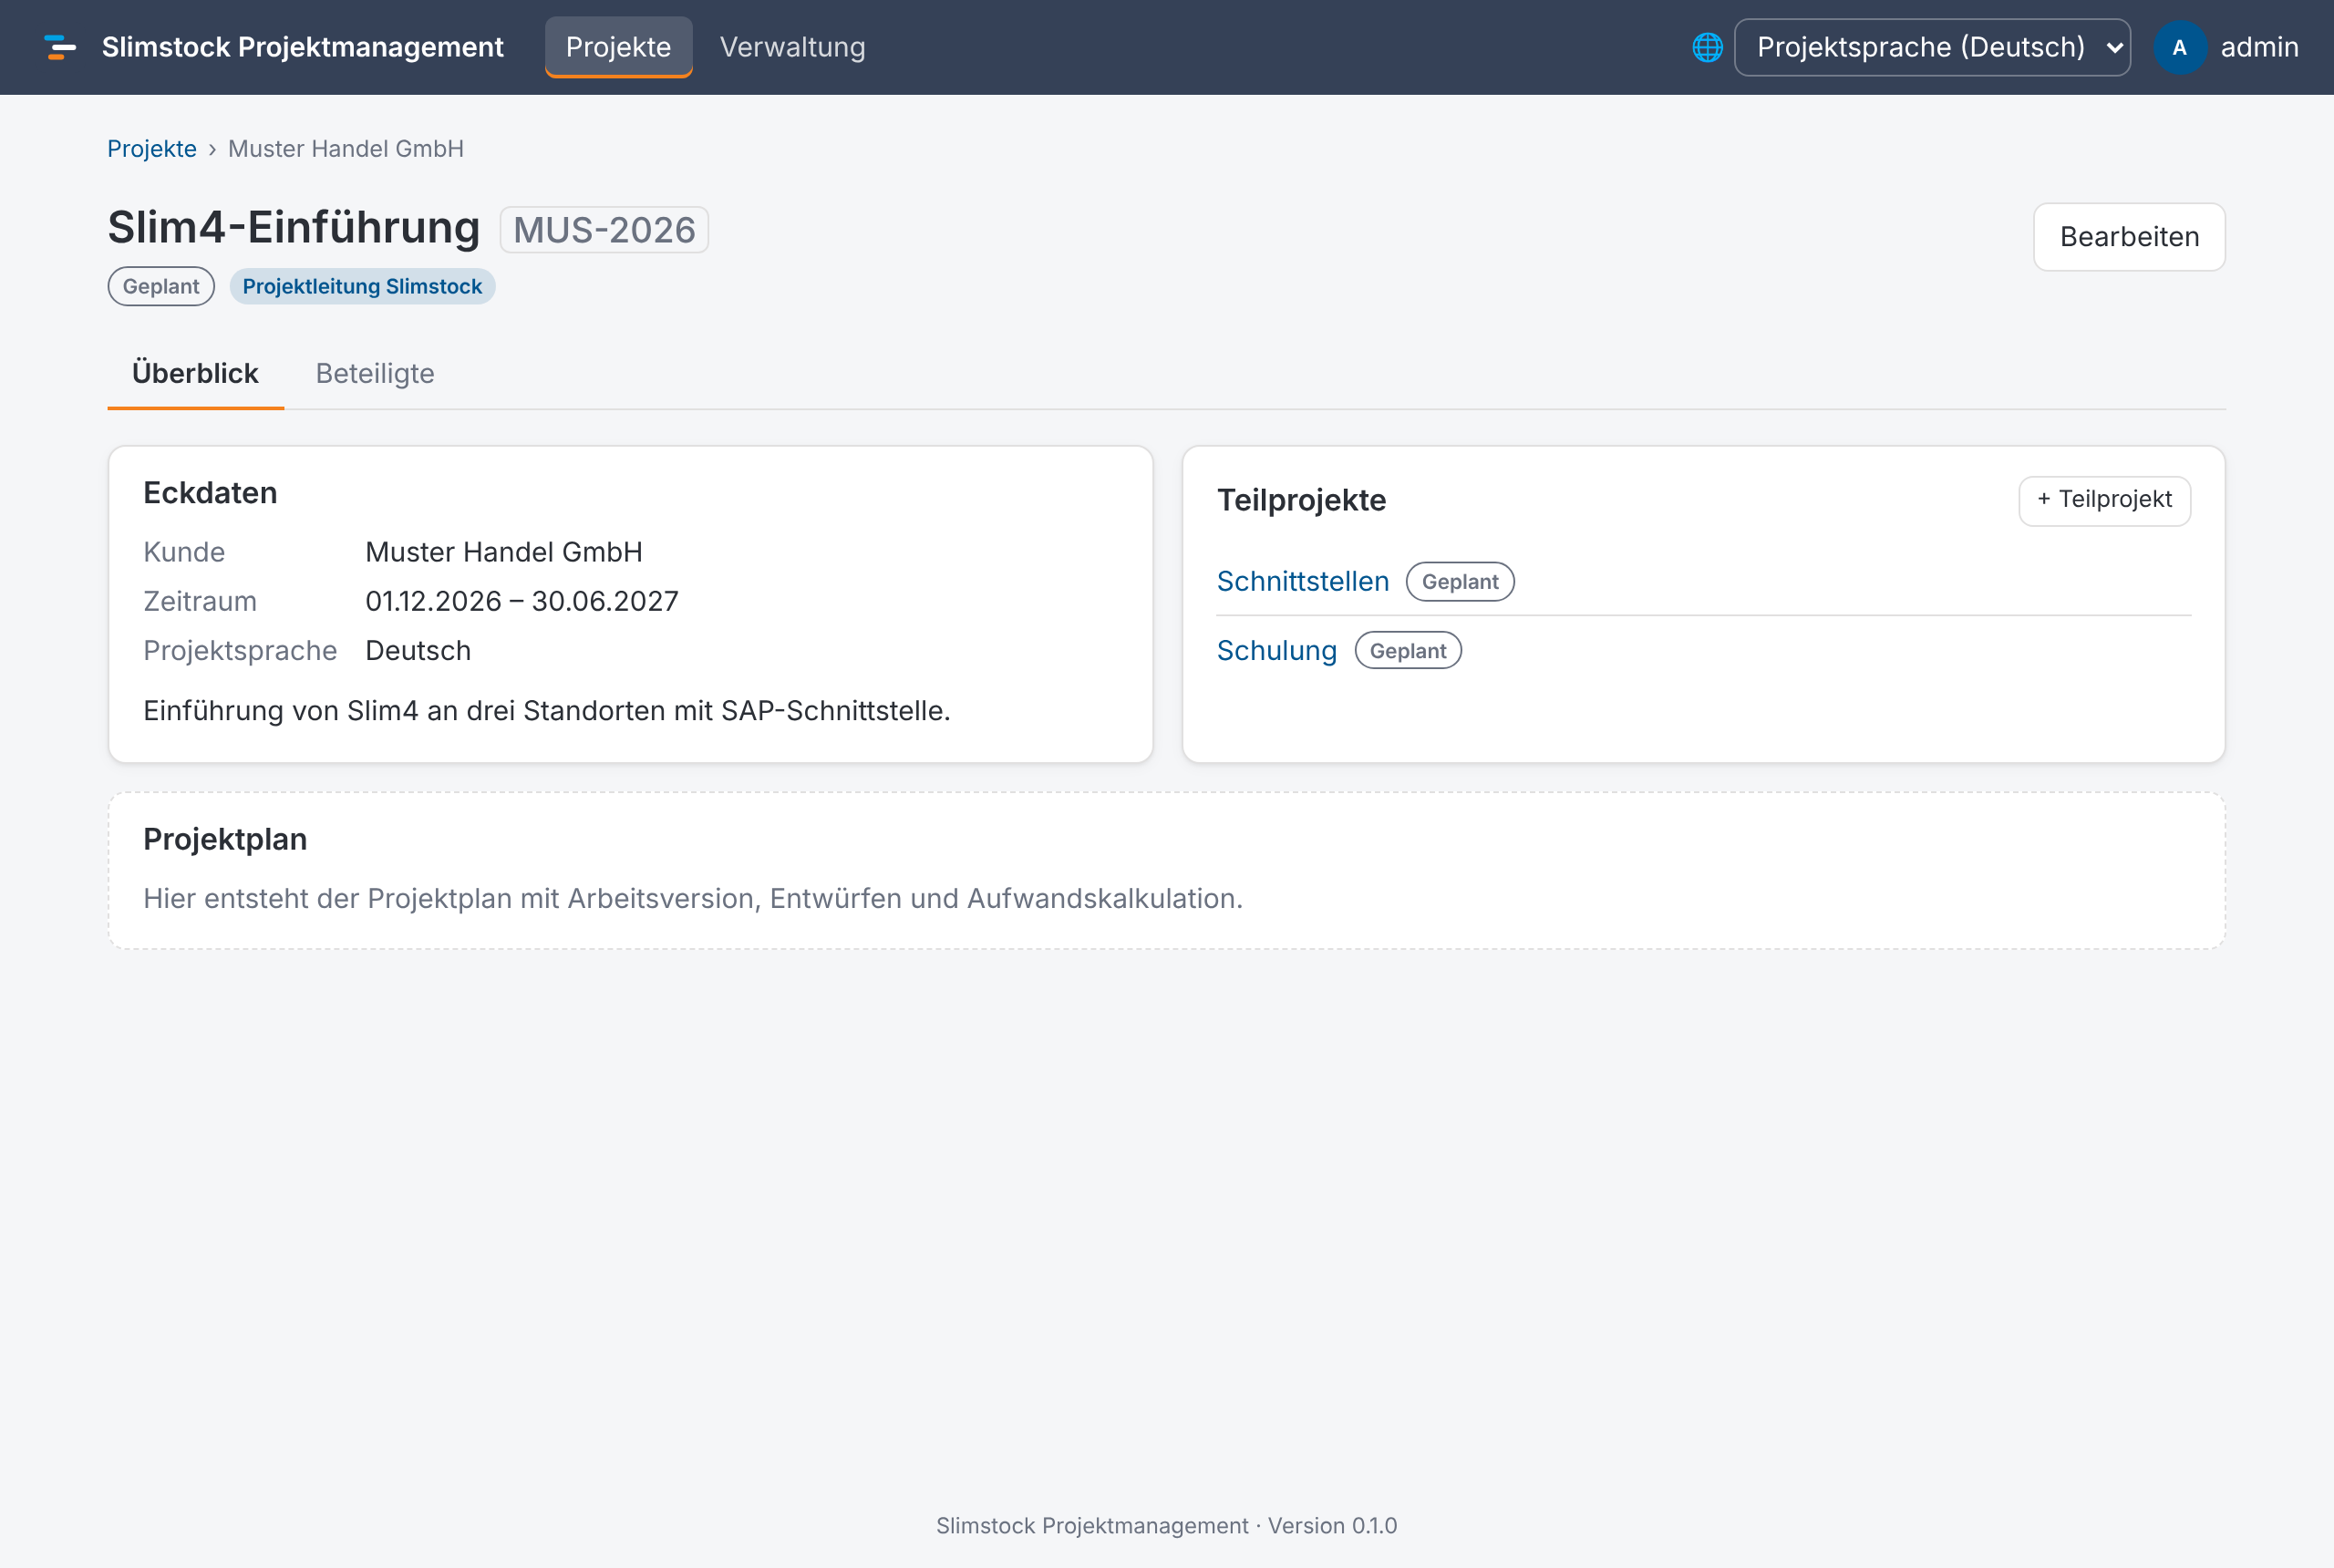 Slimstock Projektmanagement Projekte Verwaltung Projektsprache (Deutsch) A admin
Projekte › Muster Handel GmbH
Slim4-Einführung MUS-2026
Bearbeiten
Geplant Projektleitung Slimstock
Überblick Beteiligte
Eckdaten
Kunde Muster Handel GmbH
Zeitraum 01.12.2026 – 30.06.2027
Projektsprache Deutsch
Einführung von Slim4 an drei Standorten mit SAP-Schnittstelle.
Teilprojekte + Teilprojekt
Schnittstellen Geplant
Schulung Geplant
Projektplan
Hier entsteht der Projektplan mit Arbeitsversion, Entwürfen und Aufwandskalkulation.
Slimstock Projektmanagement · Version 0.1.0